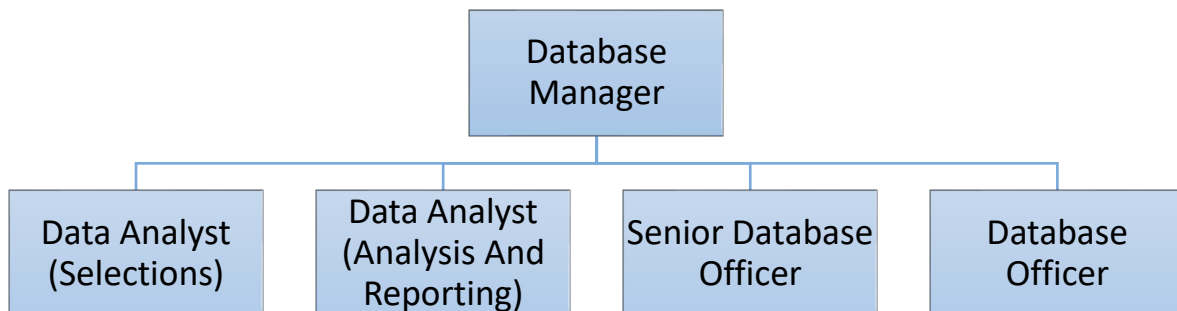 Database
Manager
Data Analyst
(Selections)
Data Analyst
(Analysis And
Reporting)
Senior Database
Officer
Database
Officer